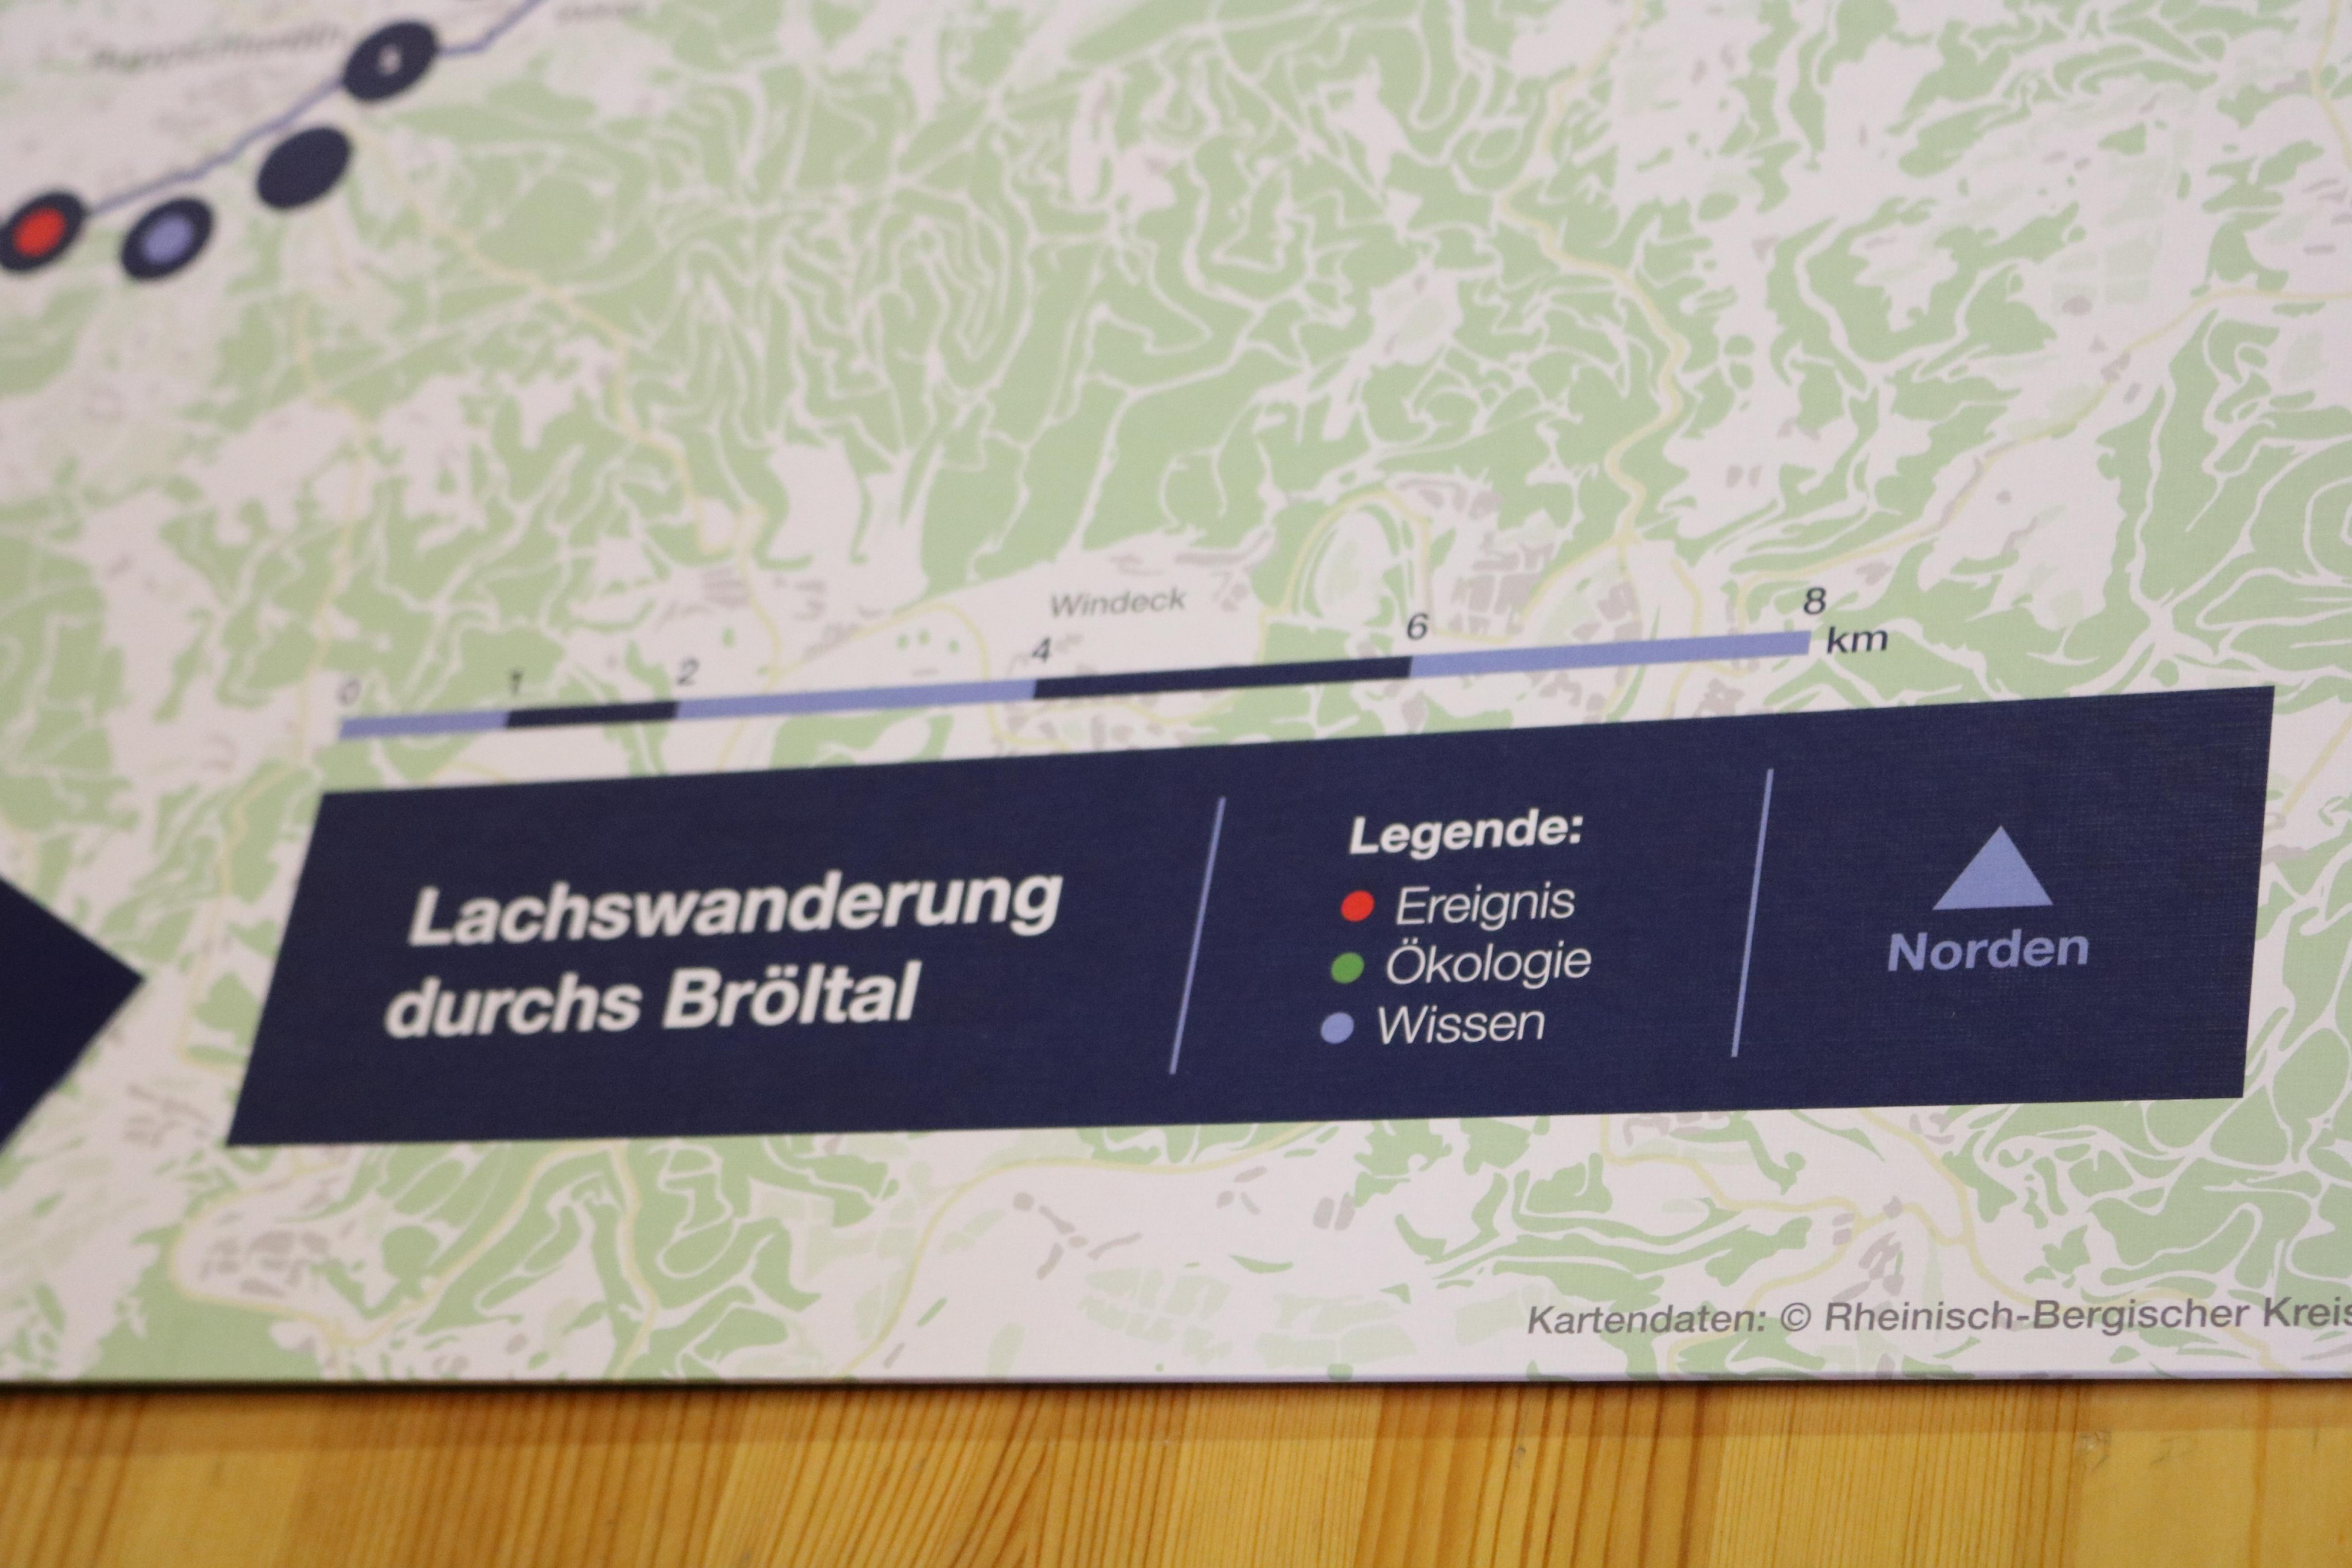 Windeck
0 1 2 4 6 8
km
Lachswanderung
durchs Bröltal
Legende:
Ereignis
Ökologie
Wissen
Norden
Kartendaten: © Rheinisch-Bergischer Kreis